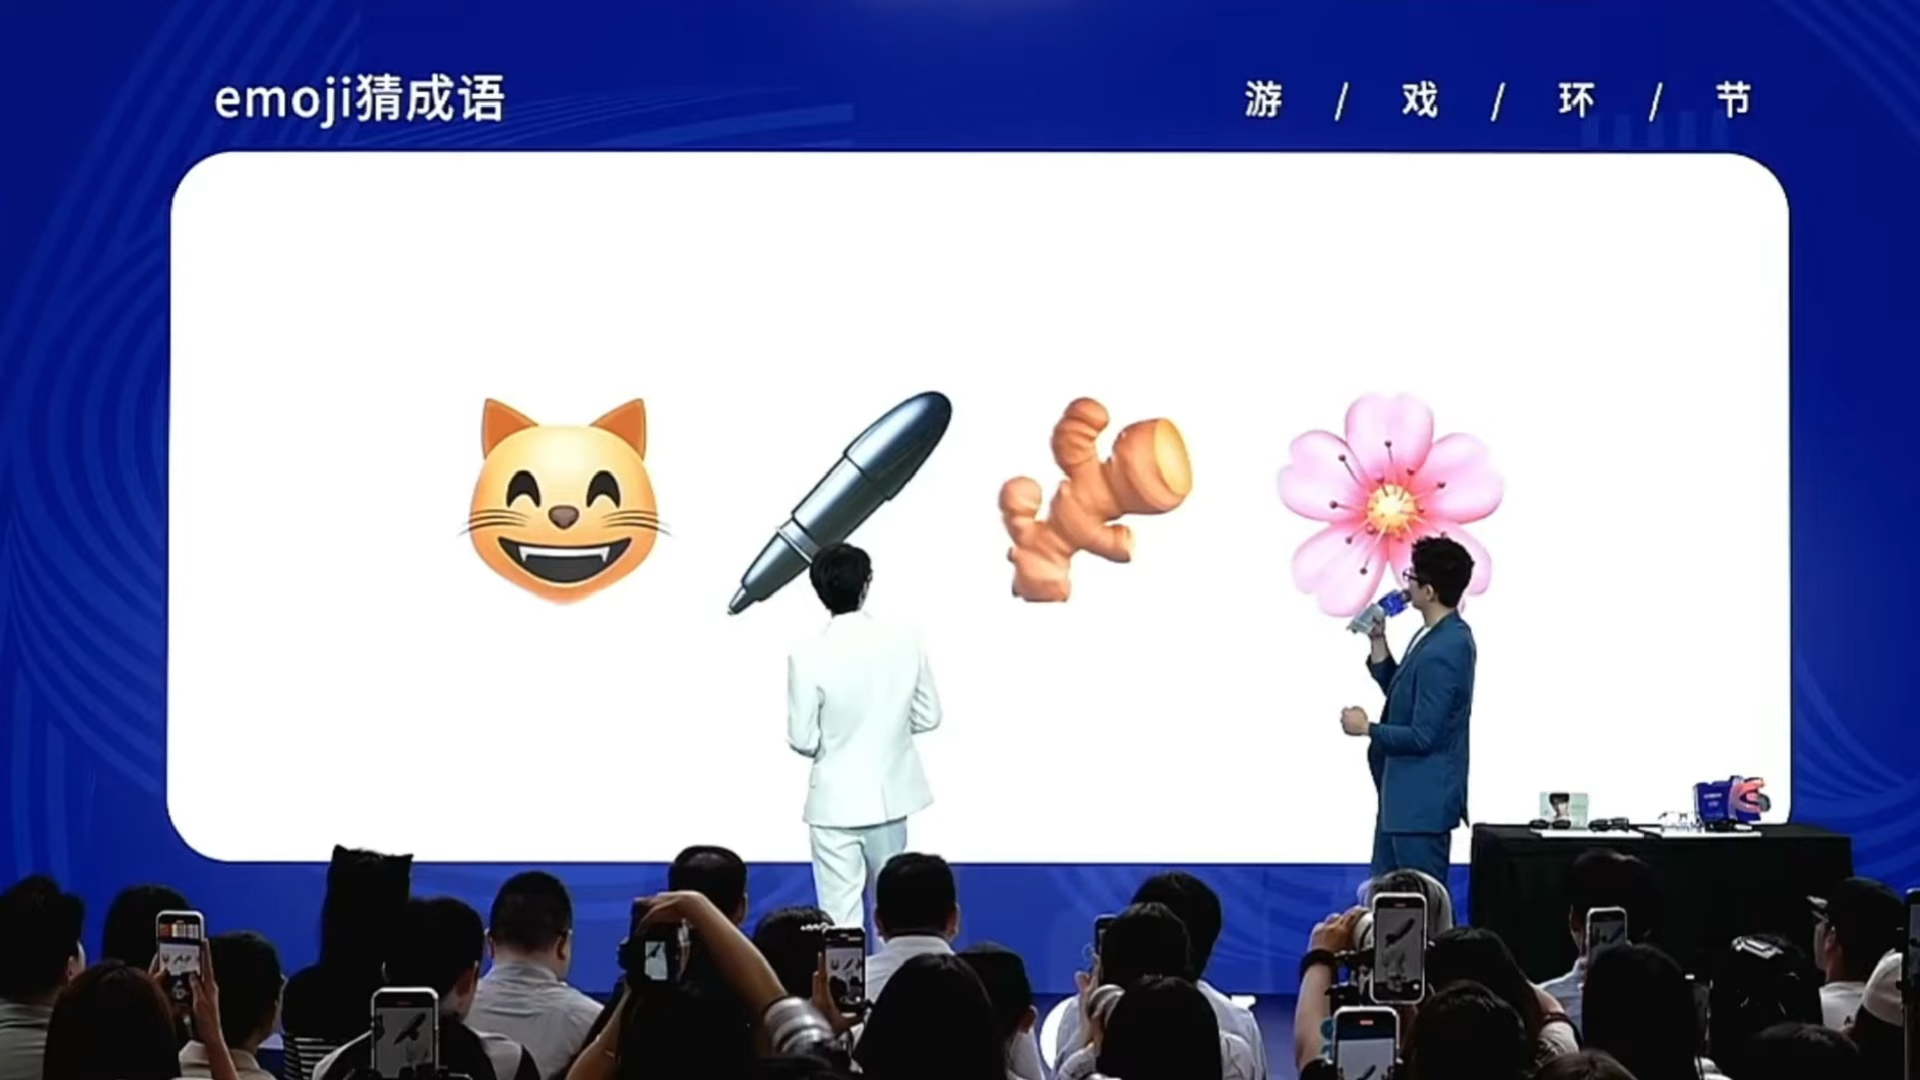 emoji猜成语
游 / 戏 / 环 / 节